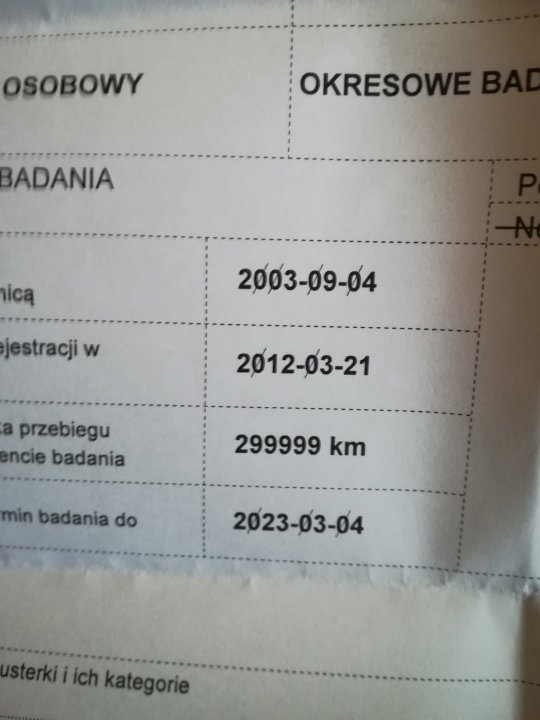 OSOBOWY
OKRESOWE BAD
BADANIA
nicą
2003-09-04
ejestracji w
2012-03-21
a przebiegu
encie badania
299999 km
rmin badania do
2023-03-04
usterki i ich kategorie